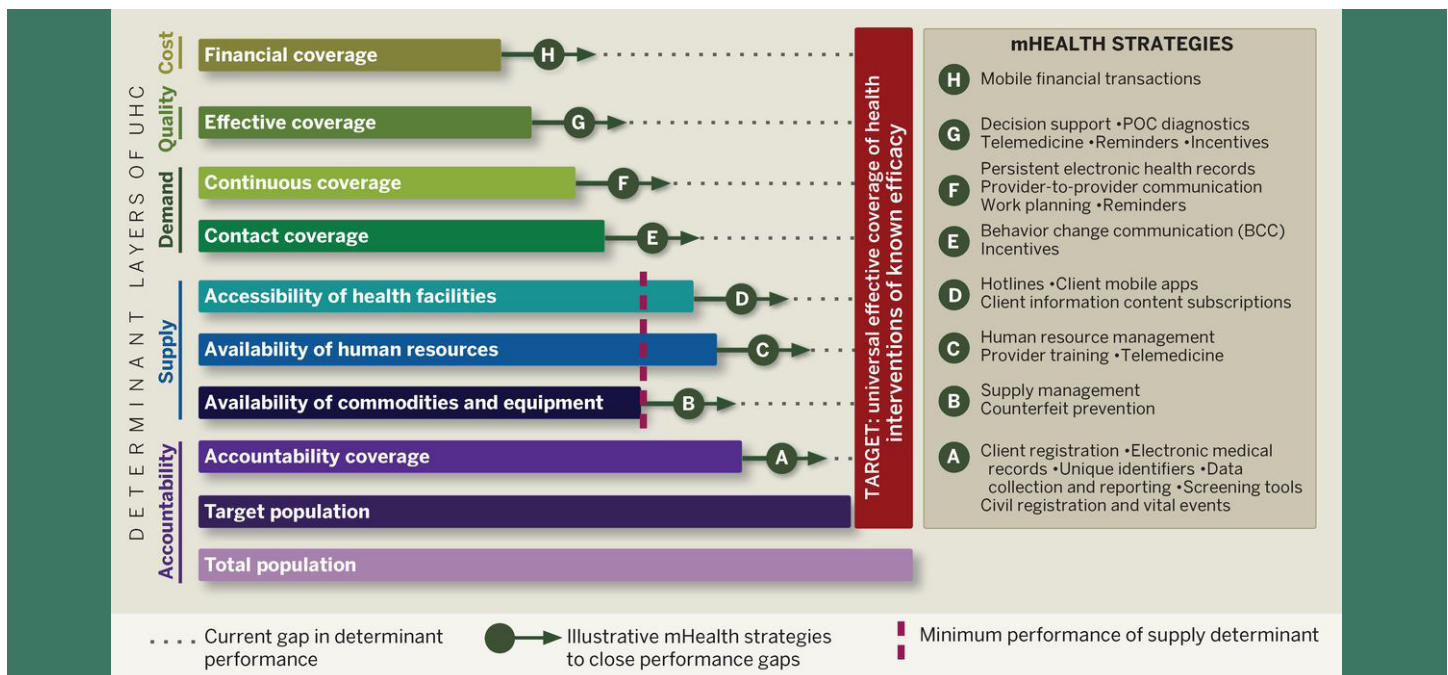 DETERMINANT LAYERS OF UHC
Cost
Financial coverage
H
Quality
Effective coverage
G
Demand
Continuous coverage
F
Contact coverage
E
Supply
Accessibility of health facilities
D
Availability of human resources
C
Availability of commodities and equipment
B
Accountability
Accountability coverage
A
Target population
Total population
TARGET: universal effective coverage of health
interventions of known efficacy
mHEALTH STRATEGIES
H Mobile financial transactions
G Decision support •POC diagnostics
Telemedicine •Reminders •Incentives
F Persistent electronic health records
Provider-to-provider communication
Work planning •Reminders
E Behavior change communication (BCC)
Incentives
D Hotlines •Client mobile apps
Client information content subscriptions
C Human resource management
Provider training •Telemedicine
B Supply management
Counterfeit prevention
A Client registration •Electronic medical
records •Unique identifiers •Data
collection and reporting •Screening tools
Civil registration and vital events
Current gap in determinant
performance
Illustrative mHealth strategies
to close performance gaps
Minimum performance of supply determinant